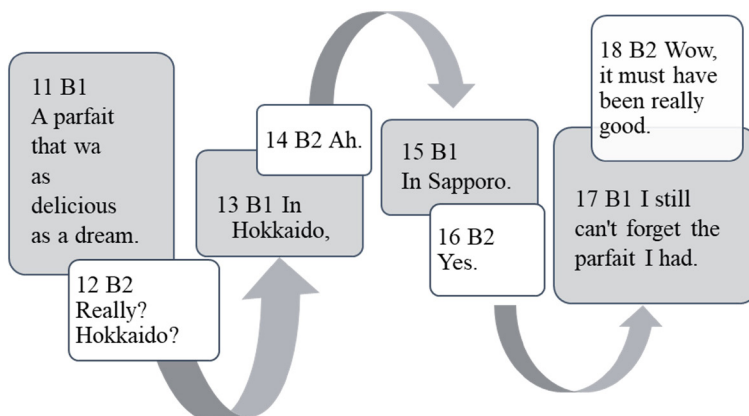 11 B1
A parfait
that wa
as
delicious
as a dream.
12 B2
Really?
Hokkaido?
13 B1 In
Hokkaido,
14 B2 Ah.
15 B1
In Sapporo.
16 B2
Yes.
17 B1 I still
can't forget the
parfait I had.
18 B2 Wow,
it must have
been really
good.